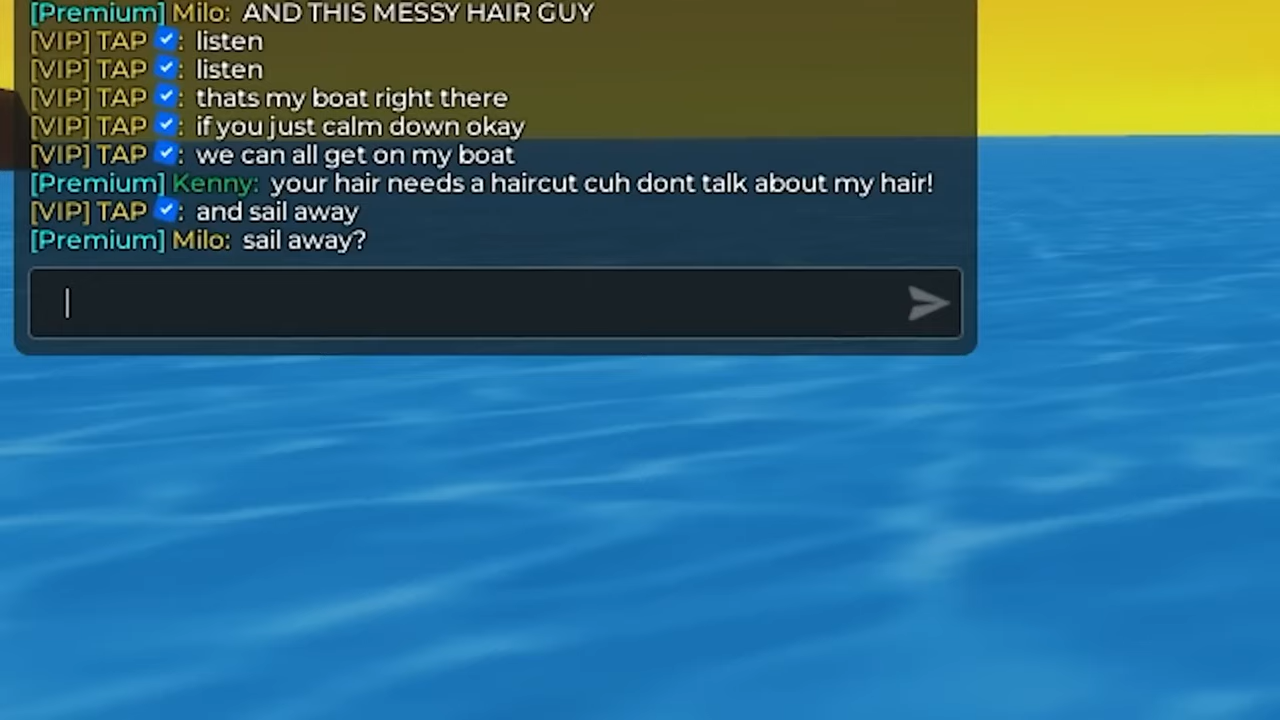 [Premium] Milo: AND THIS MESSY HAIR GUY
[VIP] TAP : listen
[VIP] TAP : listen
[VIP] TAP : thats my boat right there
[VIP] TAP : if you just calm down okay
[VIP] TAP : we can all get on my boat
[Premium] Kenny: your hair needs a haircut cuh dont talk about my hair!
[VIP] TAP : and sail away
[Premium] Milo: sail away?